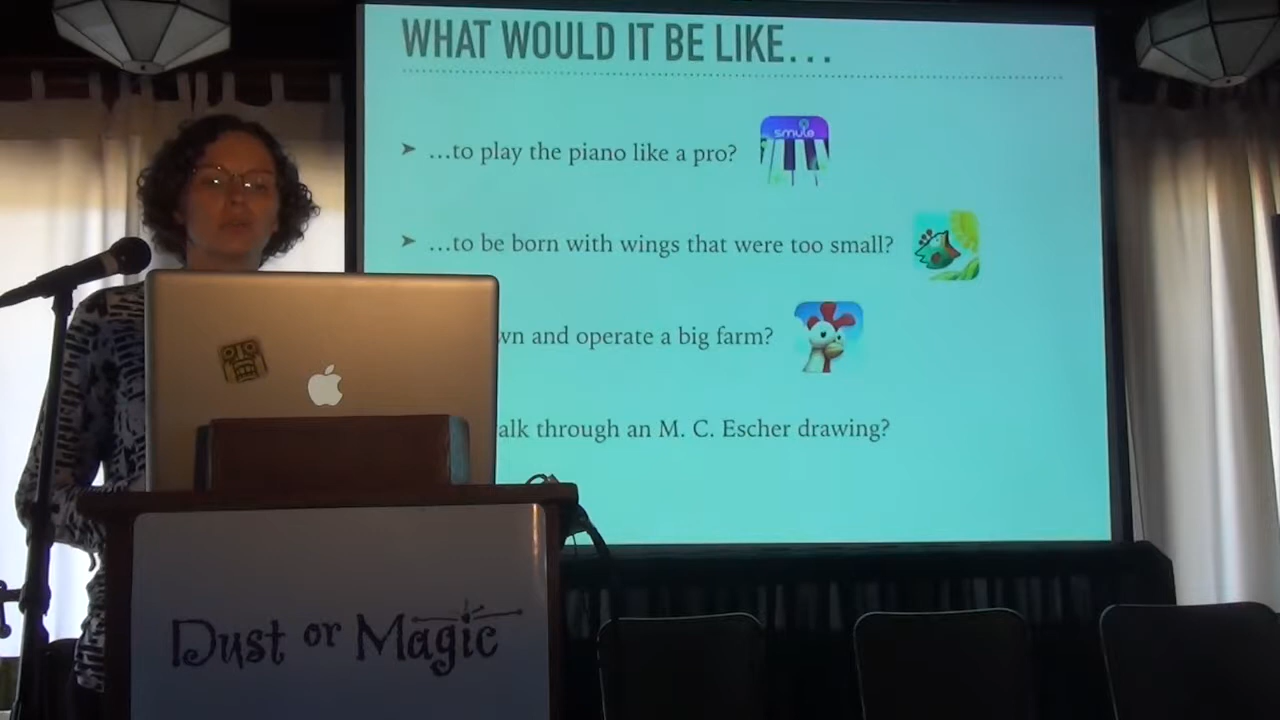 WHAT WOULD IT BE LIKE...
...to play the piano like a pro?
smule
...to be born with wings that were too small?
wn and operate a big farm?
alk through an M. C. Escher drawing?
Dust or Magic